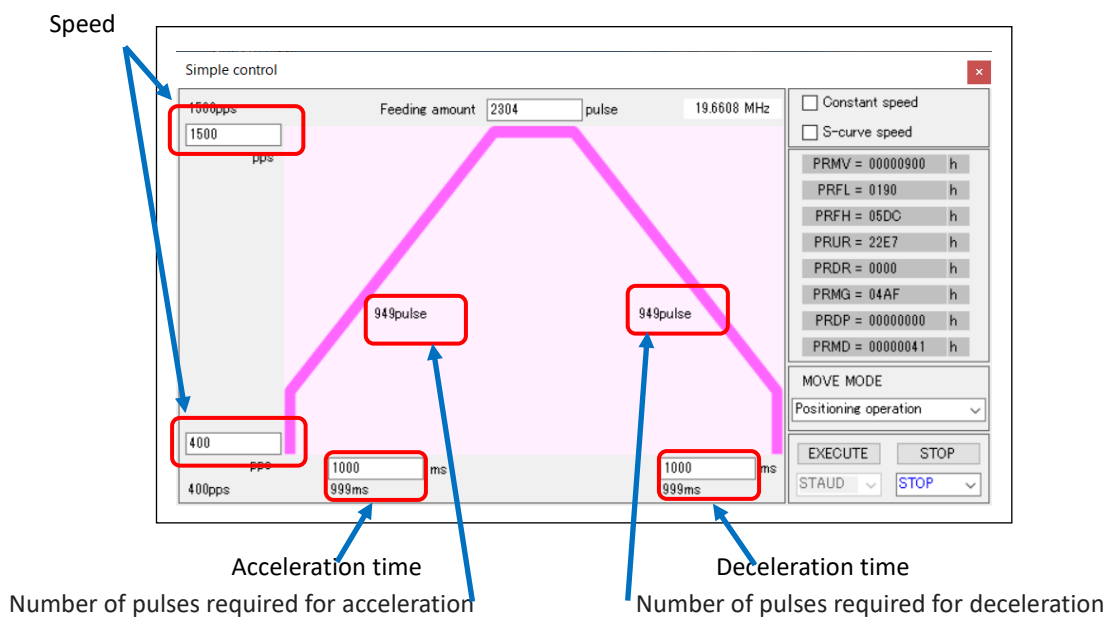 Speed
Simple control
1500pps
Feeding amount 2304 pulse
19.6608 MHz
1500
pps
Constant speed
S-curve speed
PRMV = 00000900 h
PRFL = 0190 h
PRFH = 05DC h
PRUR = 22E7 h
PRDR = 0000 h
PRMG = 04AF h
PRDP = 00000000 h
PRMD = 00000041 h
949pulse
949pulse
MOVE MODE
Positioning operation
400
pps
400pps
1000 ms
999ms
1000 ms
999ms
EXECUTE STOP
STAUD STOP
Acceleration time
Deceleration time
Number of pulses required for acceleration
Number of pulses required for deceleration